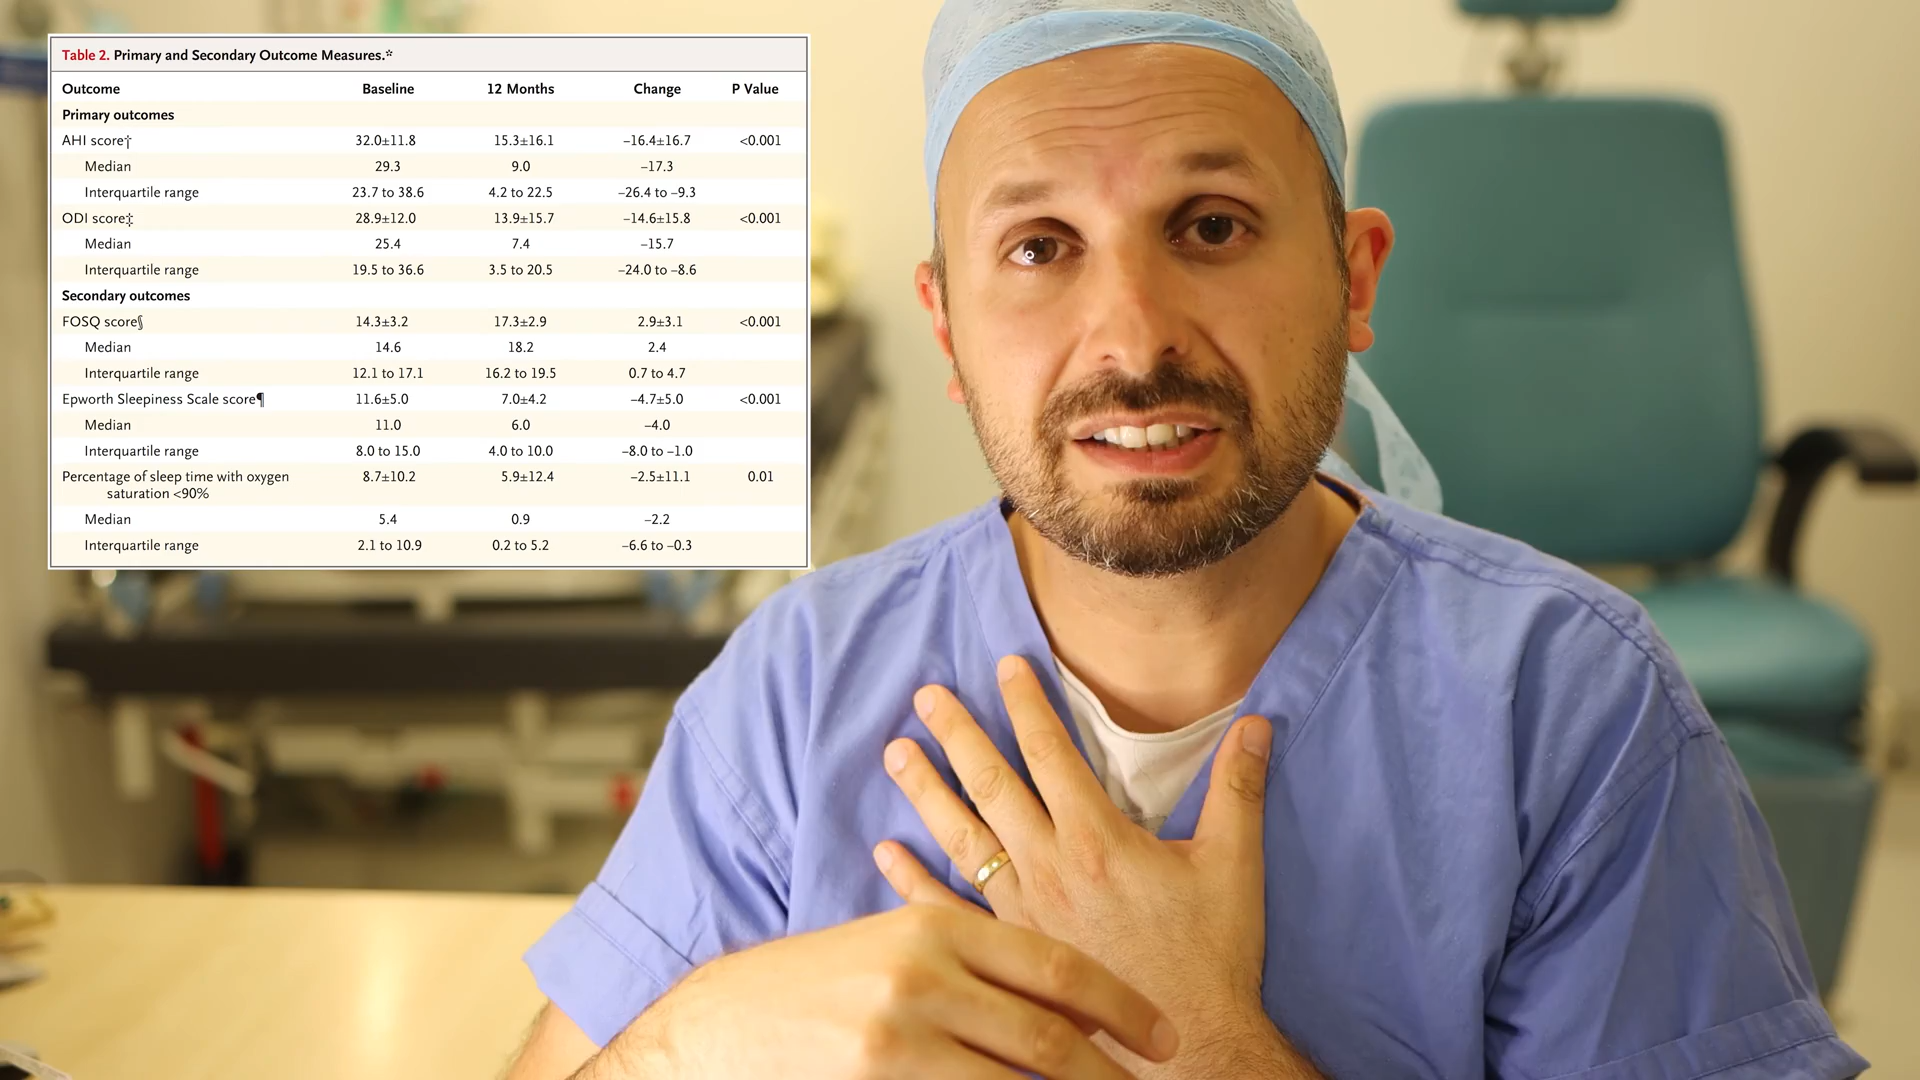 Table 2. Primary and Secondary Outcome Measures.*
Outcome Baseline 12 Months Change P Value
Primary outcomes
AHI score† 32.0±11.8 15.3±16.1 –16.4±16.7 <0.001
Median 29.3 9.0 –17.3
Interquartile range 23.7 to 38.6 4.2 to 22.5 –26.4 to –9.3
ODI score‡ 28.9±12.0 13.9±15.7 –14.6±15.8 <0.001
Median 25.4 7.4 –15.7
Interquartile range 19.5 to 36.6 3.5 to 20.5 –24.0 to –8.6
Secondary outcomes
FOSQ score§ 14.3±3.2 17.3±2.9 2.9±3.1 <0.001
Median 14.6 18.2 2.4
Interquartile range 12.1 to 17.1 16.2 to 19.5 0.7 to 4.7
Epworth Sleepiness Scale score¶ 11.6±5.0 7.0±4.2 –4.7±5.0 <0.001
Median 11.0 6.0 –4.0
Interquartile range 8.0 to 15.0 4.0 to 10.0 –8.0 to –1.0
Percentage of sleep time with oxygen 8.7±10.2 5.9±12.4 –2.5±11.1 0.01
saturation <90%
Median 5.4 0.9 –2.2
Interquartile range 2.1 to 10.9 0.2 to 5.2 –6.6 to –0.3